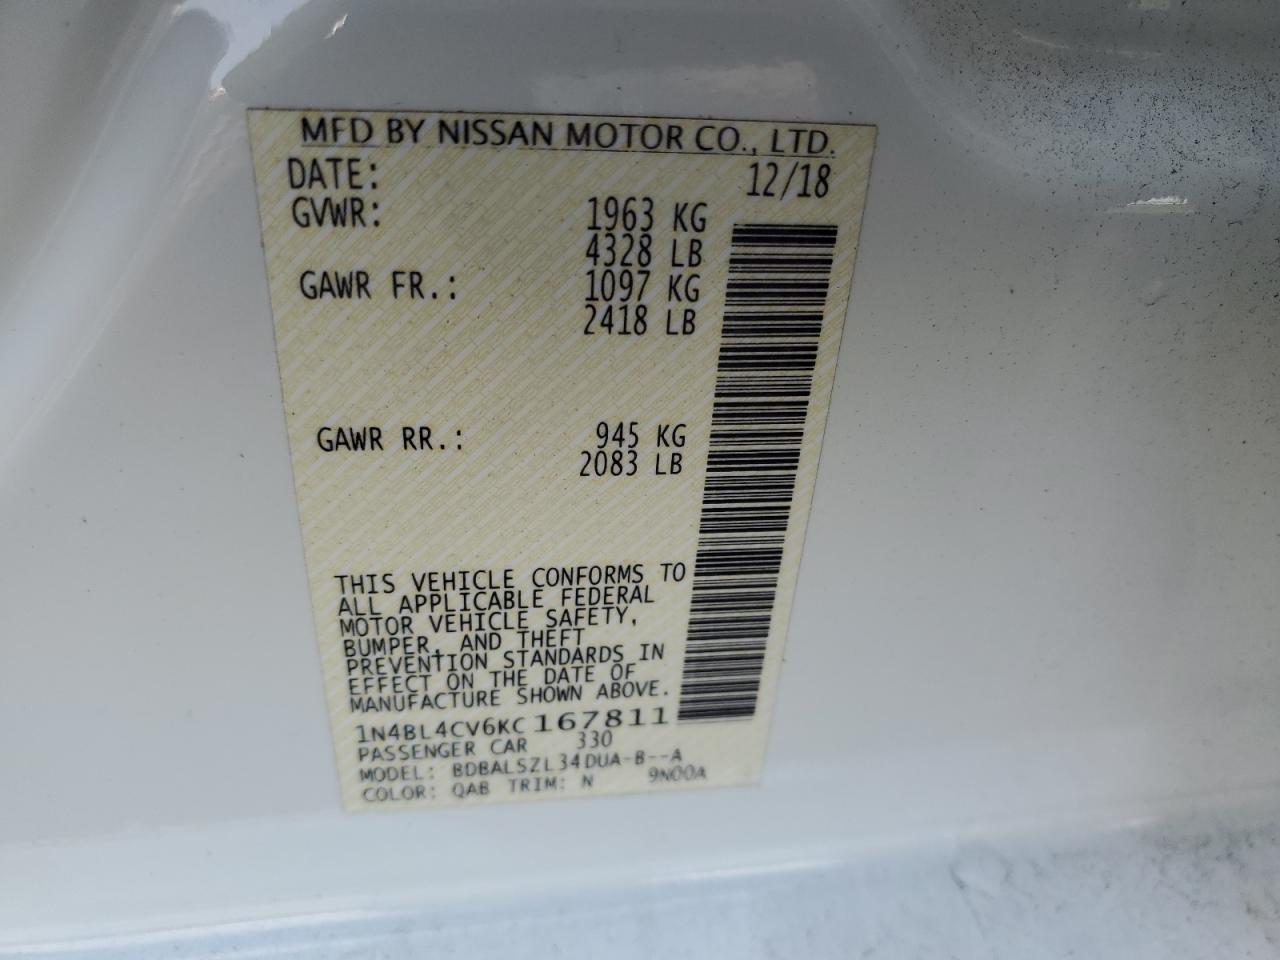 MFD BY NISSAN MOTOR CO., LTD.
DATE: 12/18
GVWR: 1963 KG
4328 LB
GAWR FR.: 1097 KG
2418 LB
GAWR RR.: 945 KG
2083 LB
THIS VEHICLE CONFORMS TO
ALL APPLICABLE FEDERAL
MOTOR VEHICLE SAFETY,
BUMPER, AND THEFT
PREVENTION STANDARDS IN
EFFECT ON THE DATE OF
MANUFACTURE SHOWN ABOVE.
1N4BL4CV6KC167811
PASSENGER CAR 330
MODEL: BDBALSZL34DUA-B--A
COLOR: QAB TRIM: N 9N00A